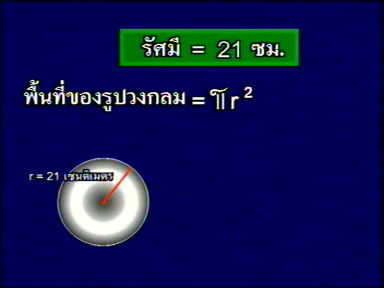 รัศมี = 21 ซม.
พื้นที่ของรูปวงกลม = π r ²
r = 21 เซนติเมตร